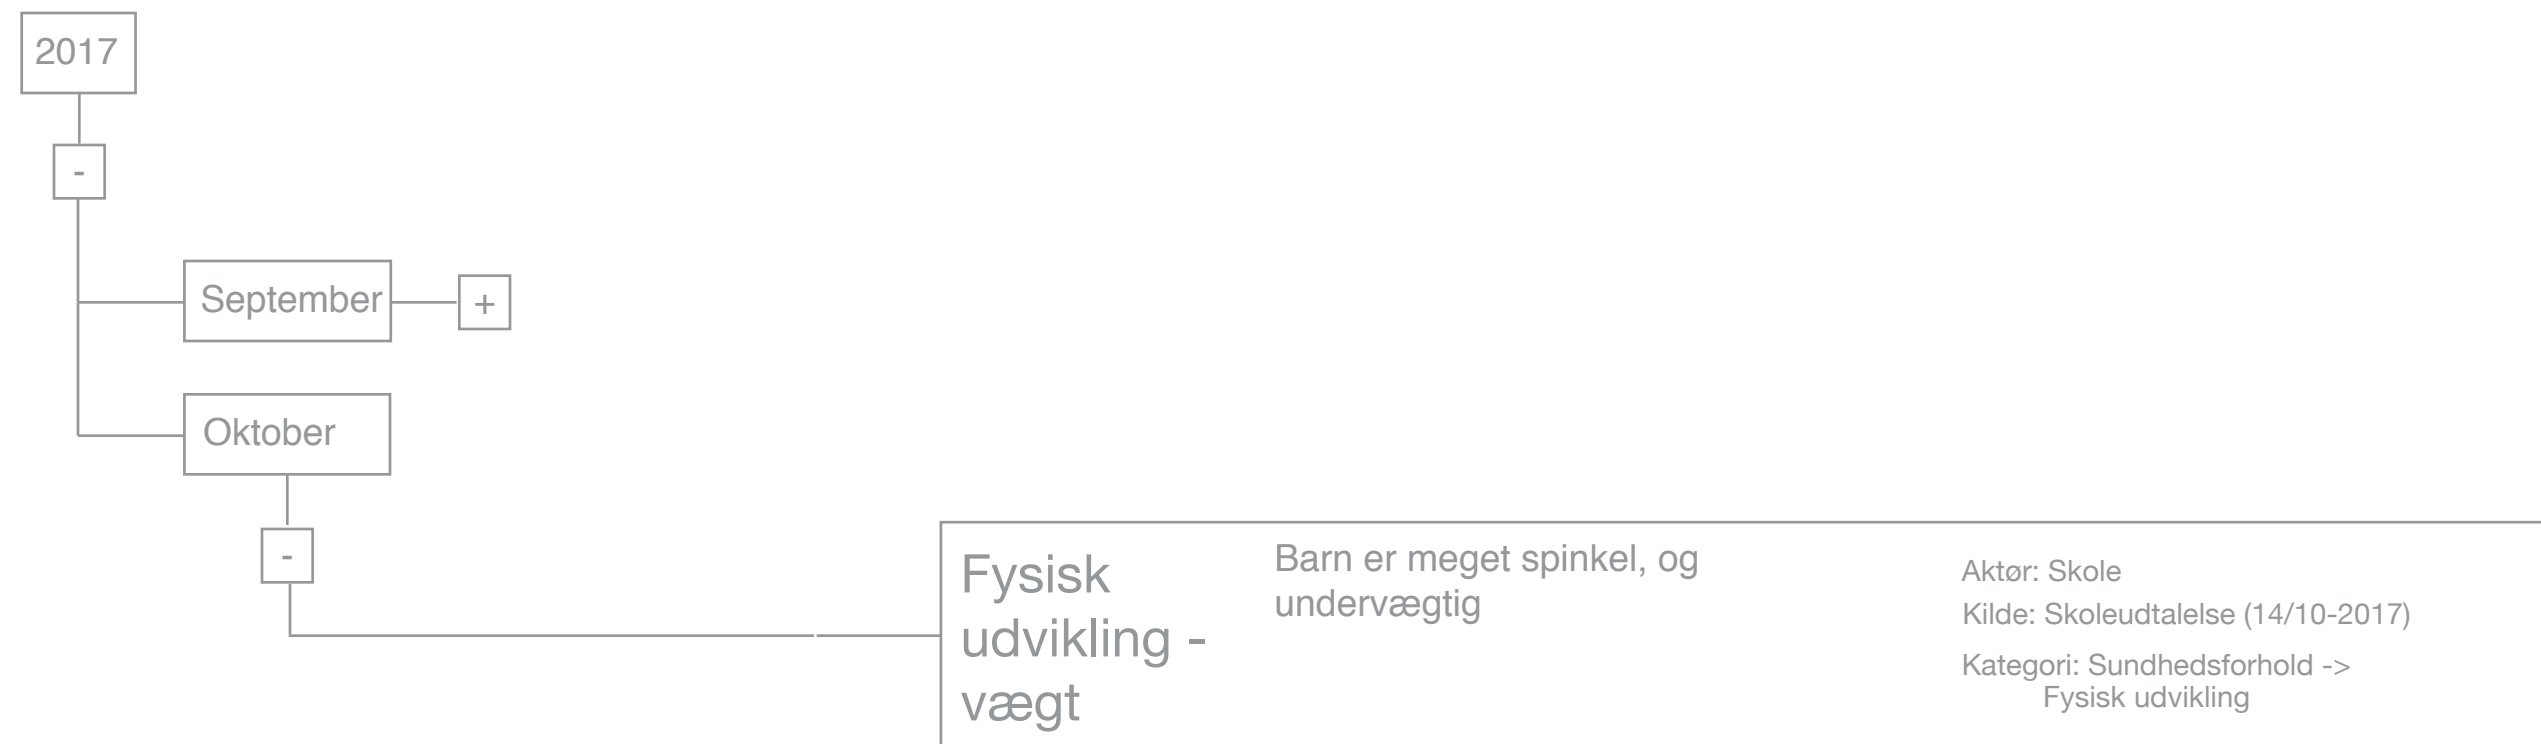 2017
-
September
+
Oktober
-
Fysisk
udvikling -
vægt
Barn er meget spinkel, og
undervægtig
Aktør: Skole
Kilde: Skoleudtalelse (14/10-2017)
Kategori: Sundhedsforhold ->
Fysisk udvikling